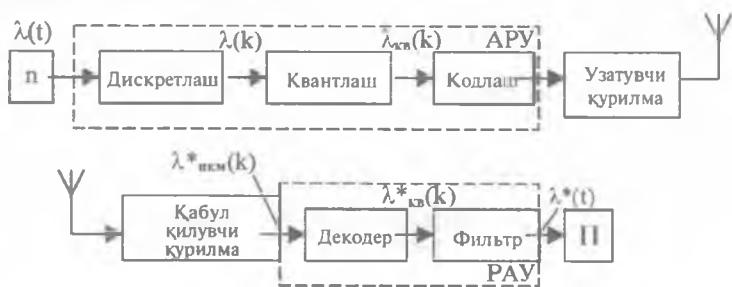 λ(t)
λ(k)
λкв(k)
АРУ
n
Дискретлаш
Квантлаш
Кодлаш
Узатувчи
қурилма
λ*икм(k)
λ*кв(k)
λ*(t)
Қабул
қилувчи
қурилма
Декодер
Фильтр
П
РАУ